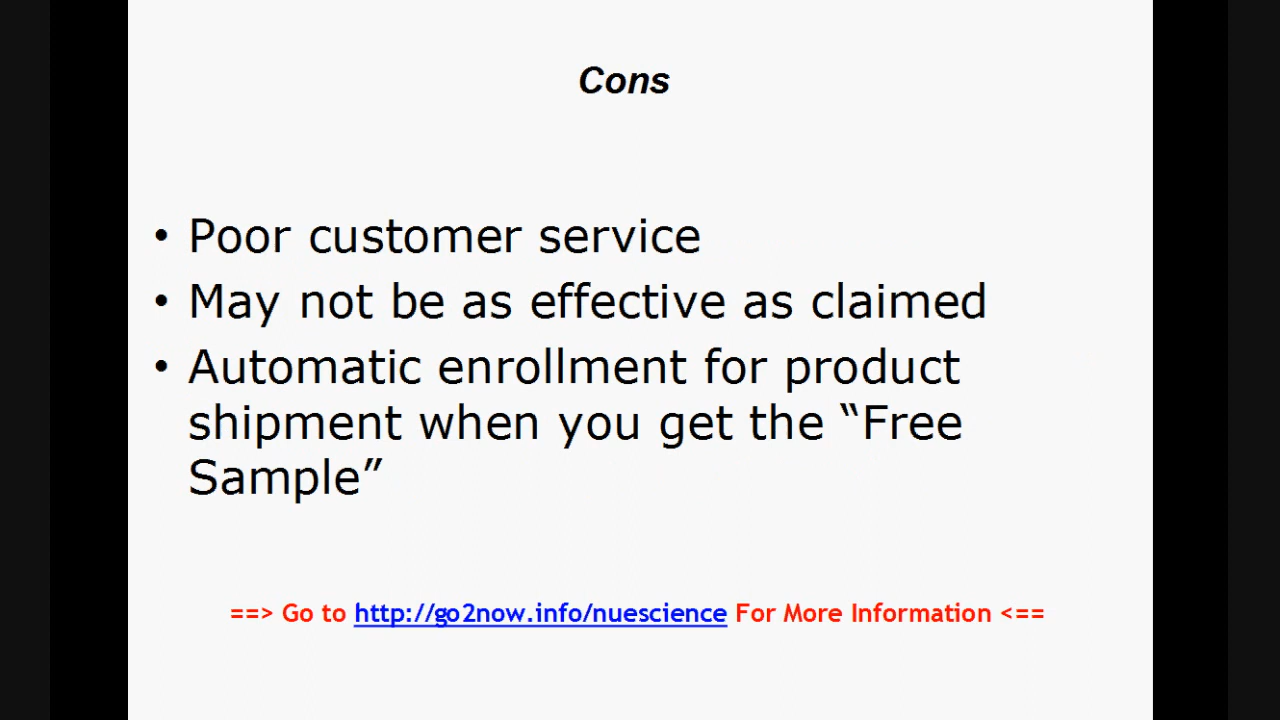 Cons
• Poor customer service
• May not be as effective as claimed
• Automatic enrollment for product
shipment when you get the “Free
Sample”
==> Go to http://go2now.info/nuescience For More Information <==